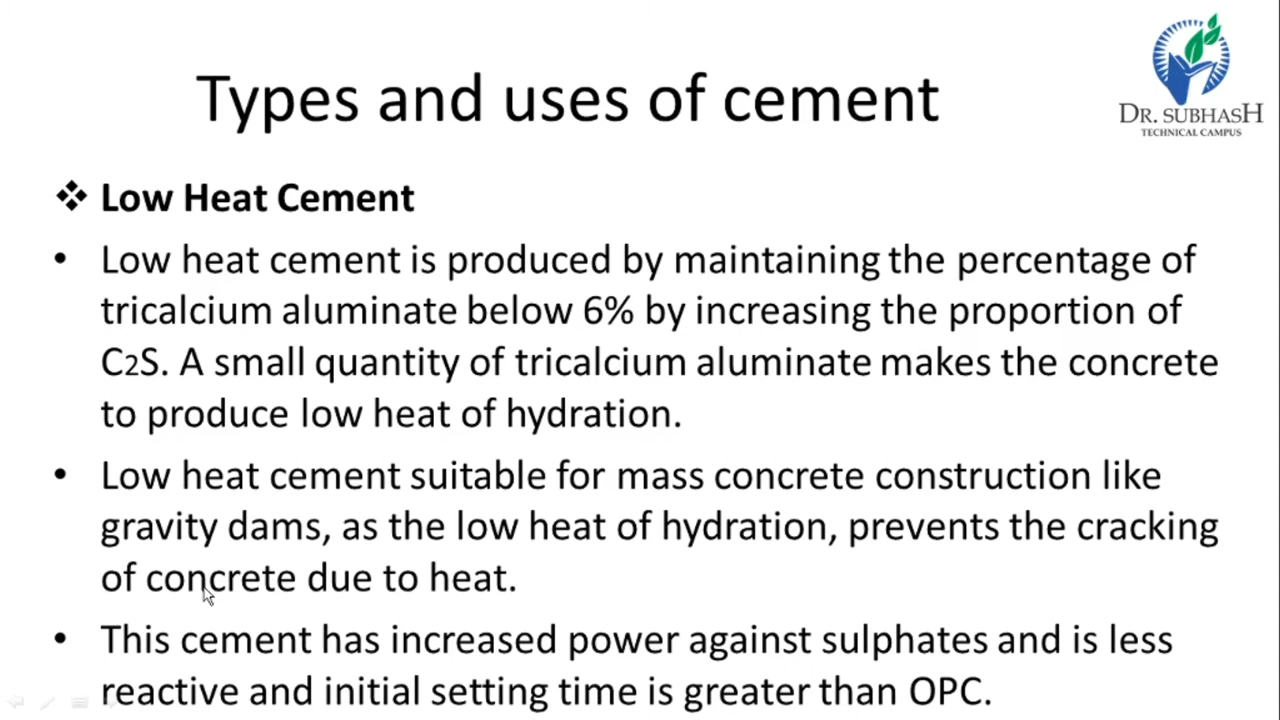 Types and uses of cement
DR. SUBHASH
TECHNICAL CAMPUS
❖ Low Heat Cement
• Low heat cement is produced by maintaining the percentage of
tricalcium aluminate below 6% by increasing the proportion of
C2S. A small quantity of tricalcium aluminate makes the concrete
to produce low heat of hydration.
• Low heat cement suitable for mass concrete construction like
gravity dams, as the low heat of hydration, prevents the cracking
of concrete due to heat.
• This cement has increased power against sulphates and is less
reactive and initial setting time is greater than OPC.